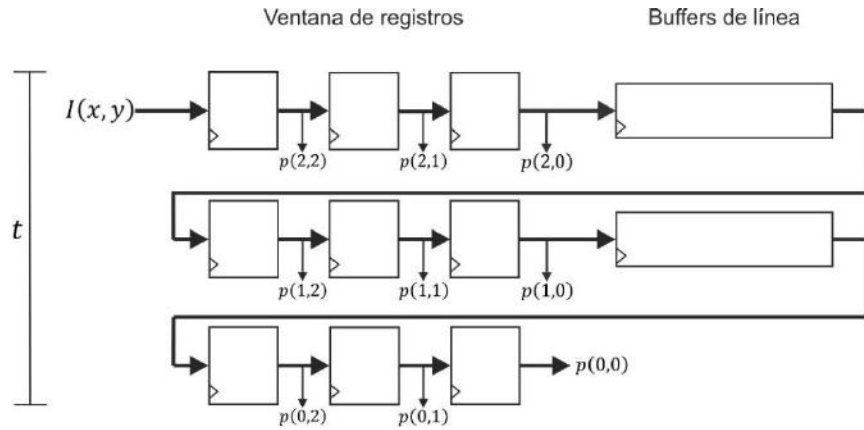 Ventana de registros
Buffers de línea
I(x, y)
p(2,2)
p(2,1)
p(2,0)
t
p(1,2)
p(1,1)
p(1,0)
p(0,0)
p(0,2)
p(0,1)